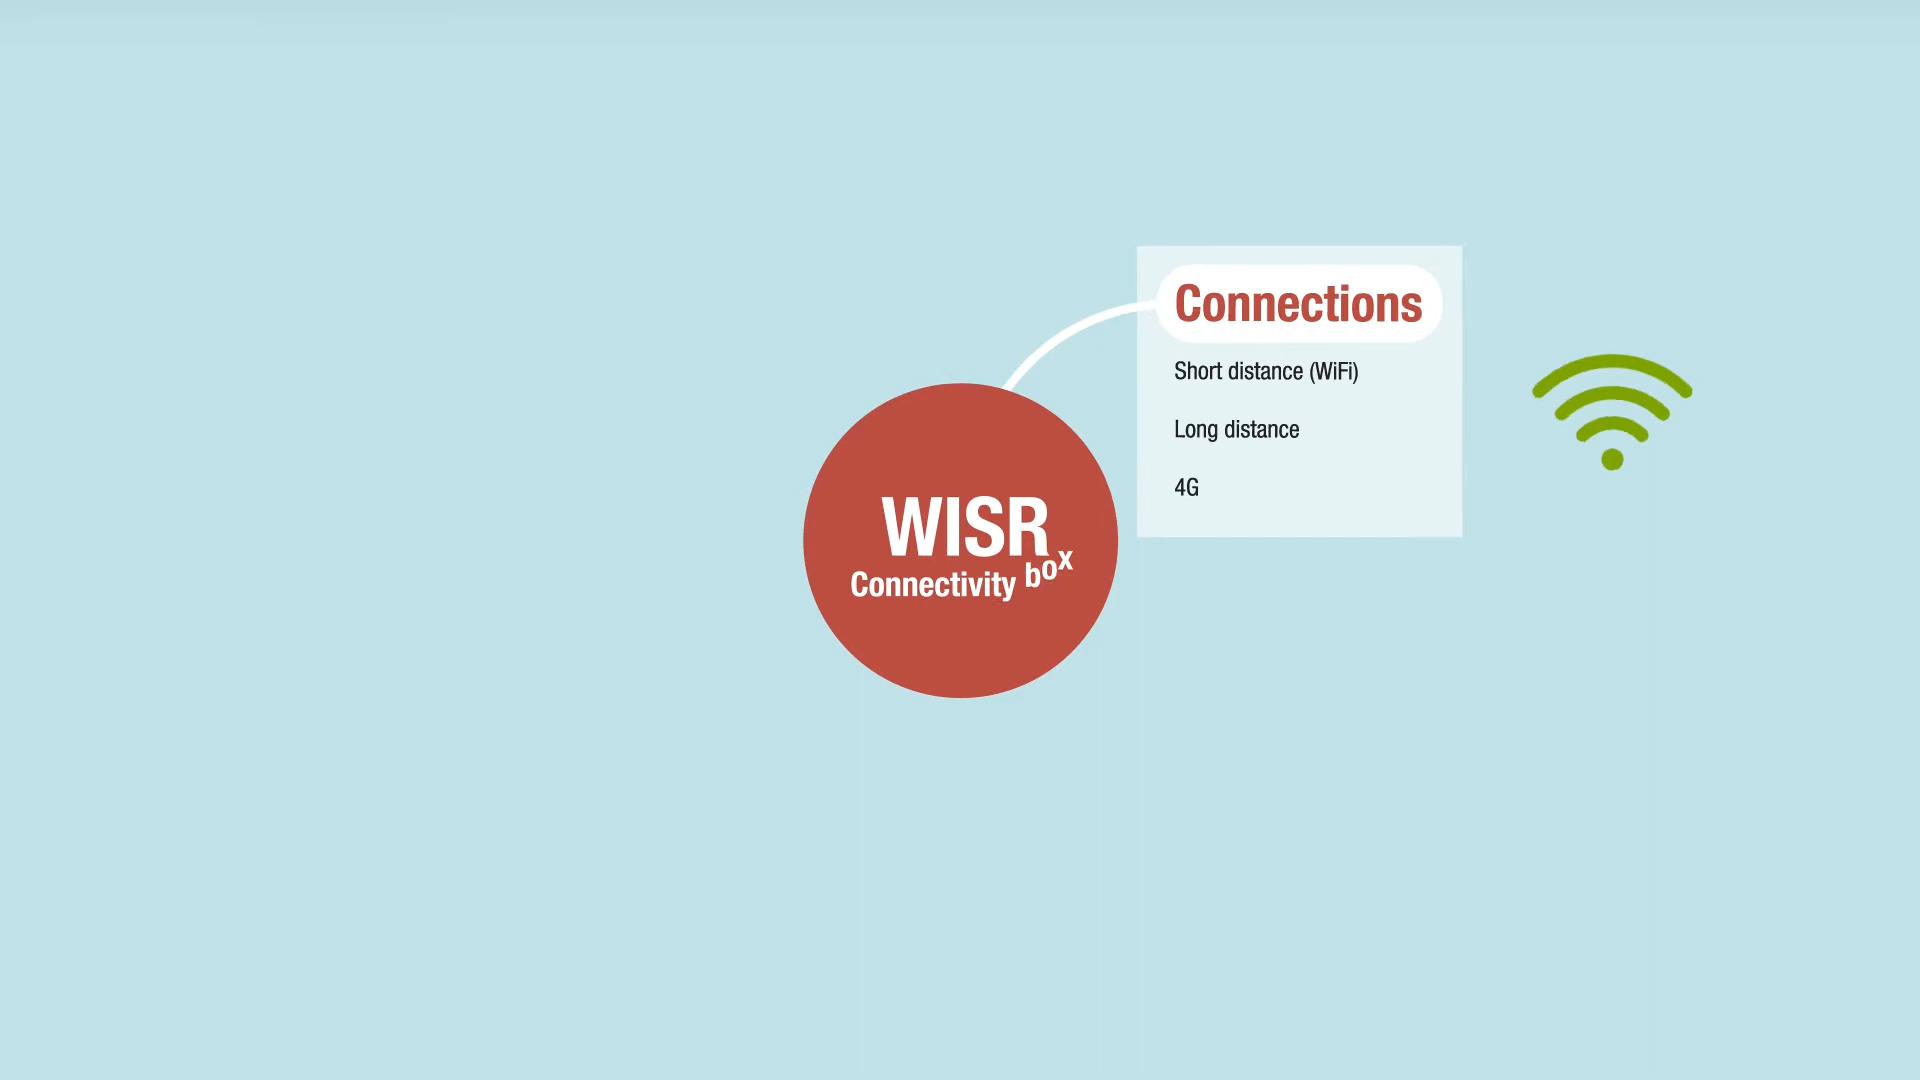 WISR
Connectivity box
Connections
Short distance (WiFi)
Long distance
4G